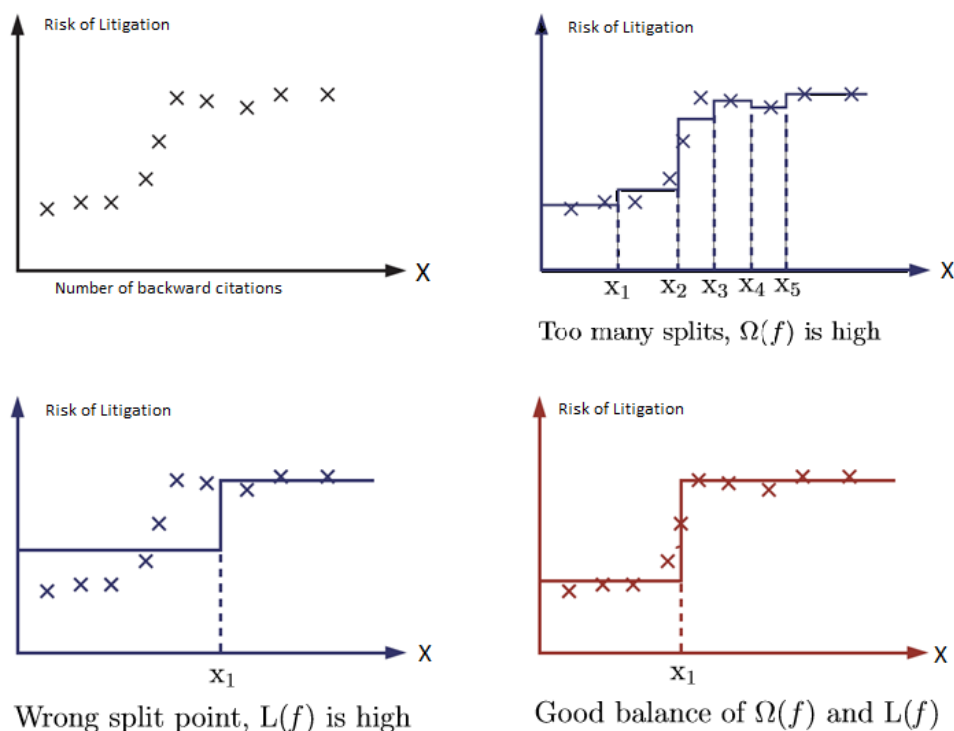 Risk of Litigation
X
Number of backward citations
Risk of Litigation
X
x₁ x₂ x₃ x₄ x₅
Too many splits, Ω(f) is high
Risk of Litigation
X
x₁
Wrong split point, L(f) is high
Risk of Litigation
X
x₁
Good balance of Ω(f) and L(f)